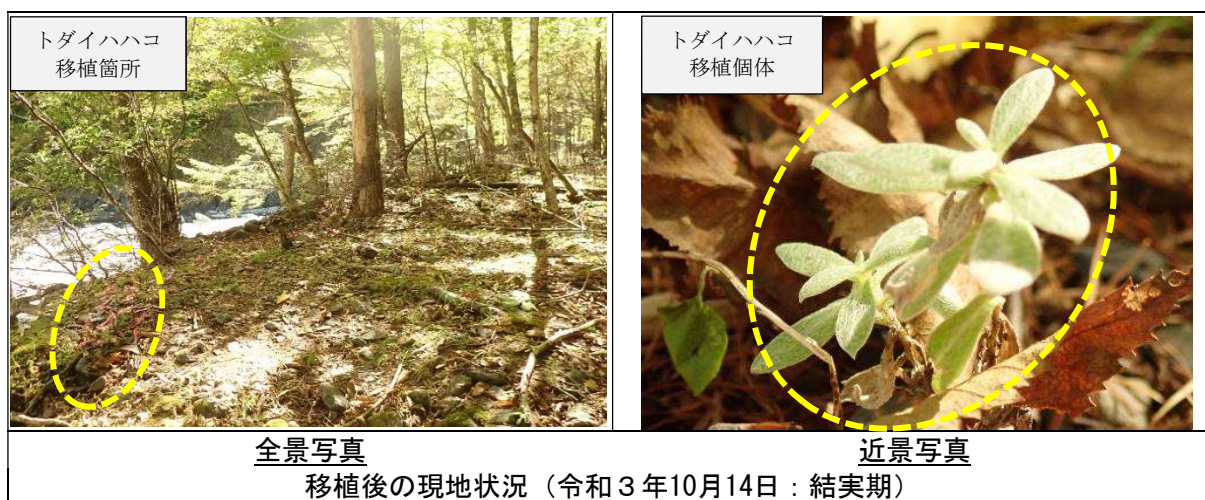 トダイハハコ
移植箇所
トダイハハコ
移植個体
全景写真
近景写真
移植後の現地状況（令和３年10月14日：結実期）